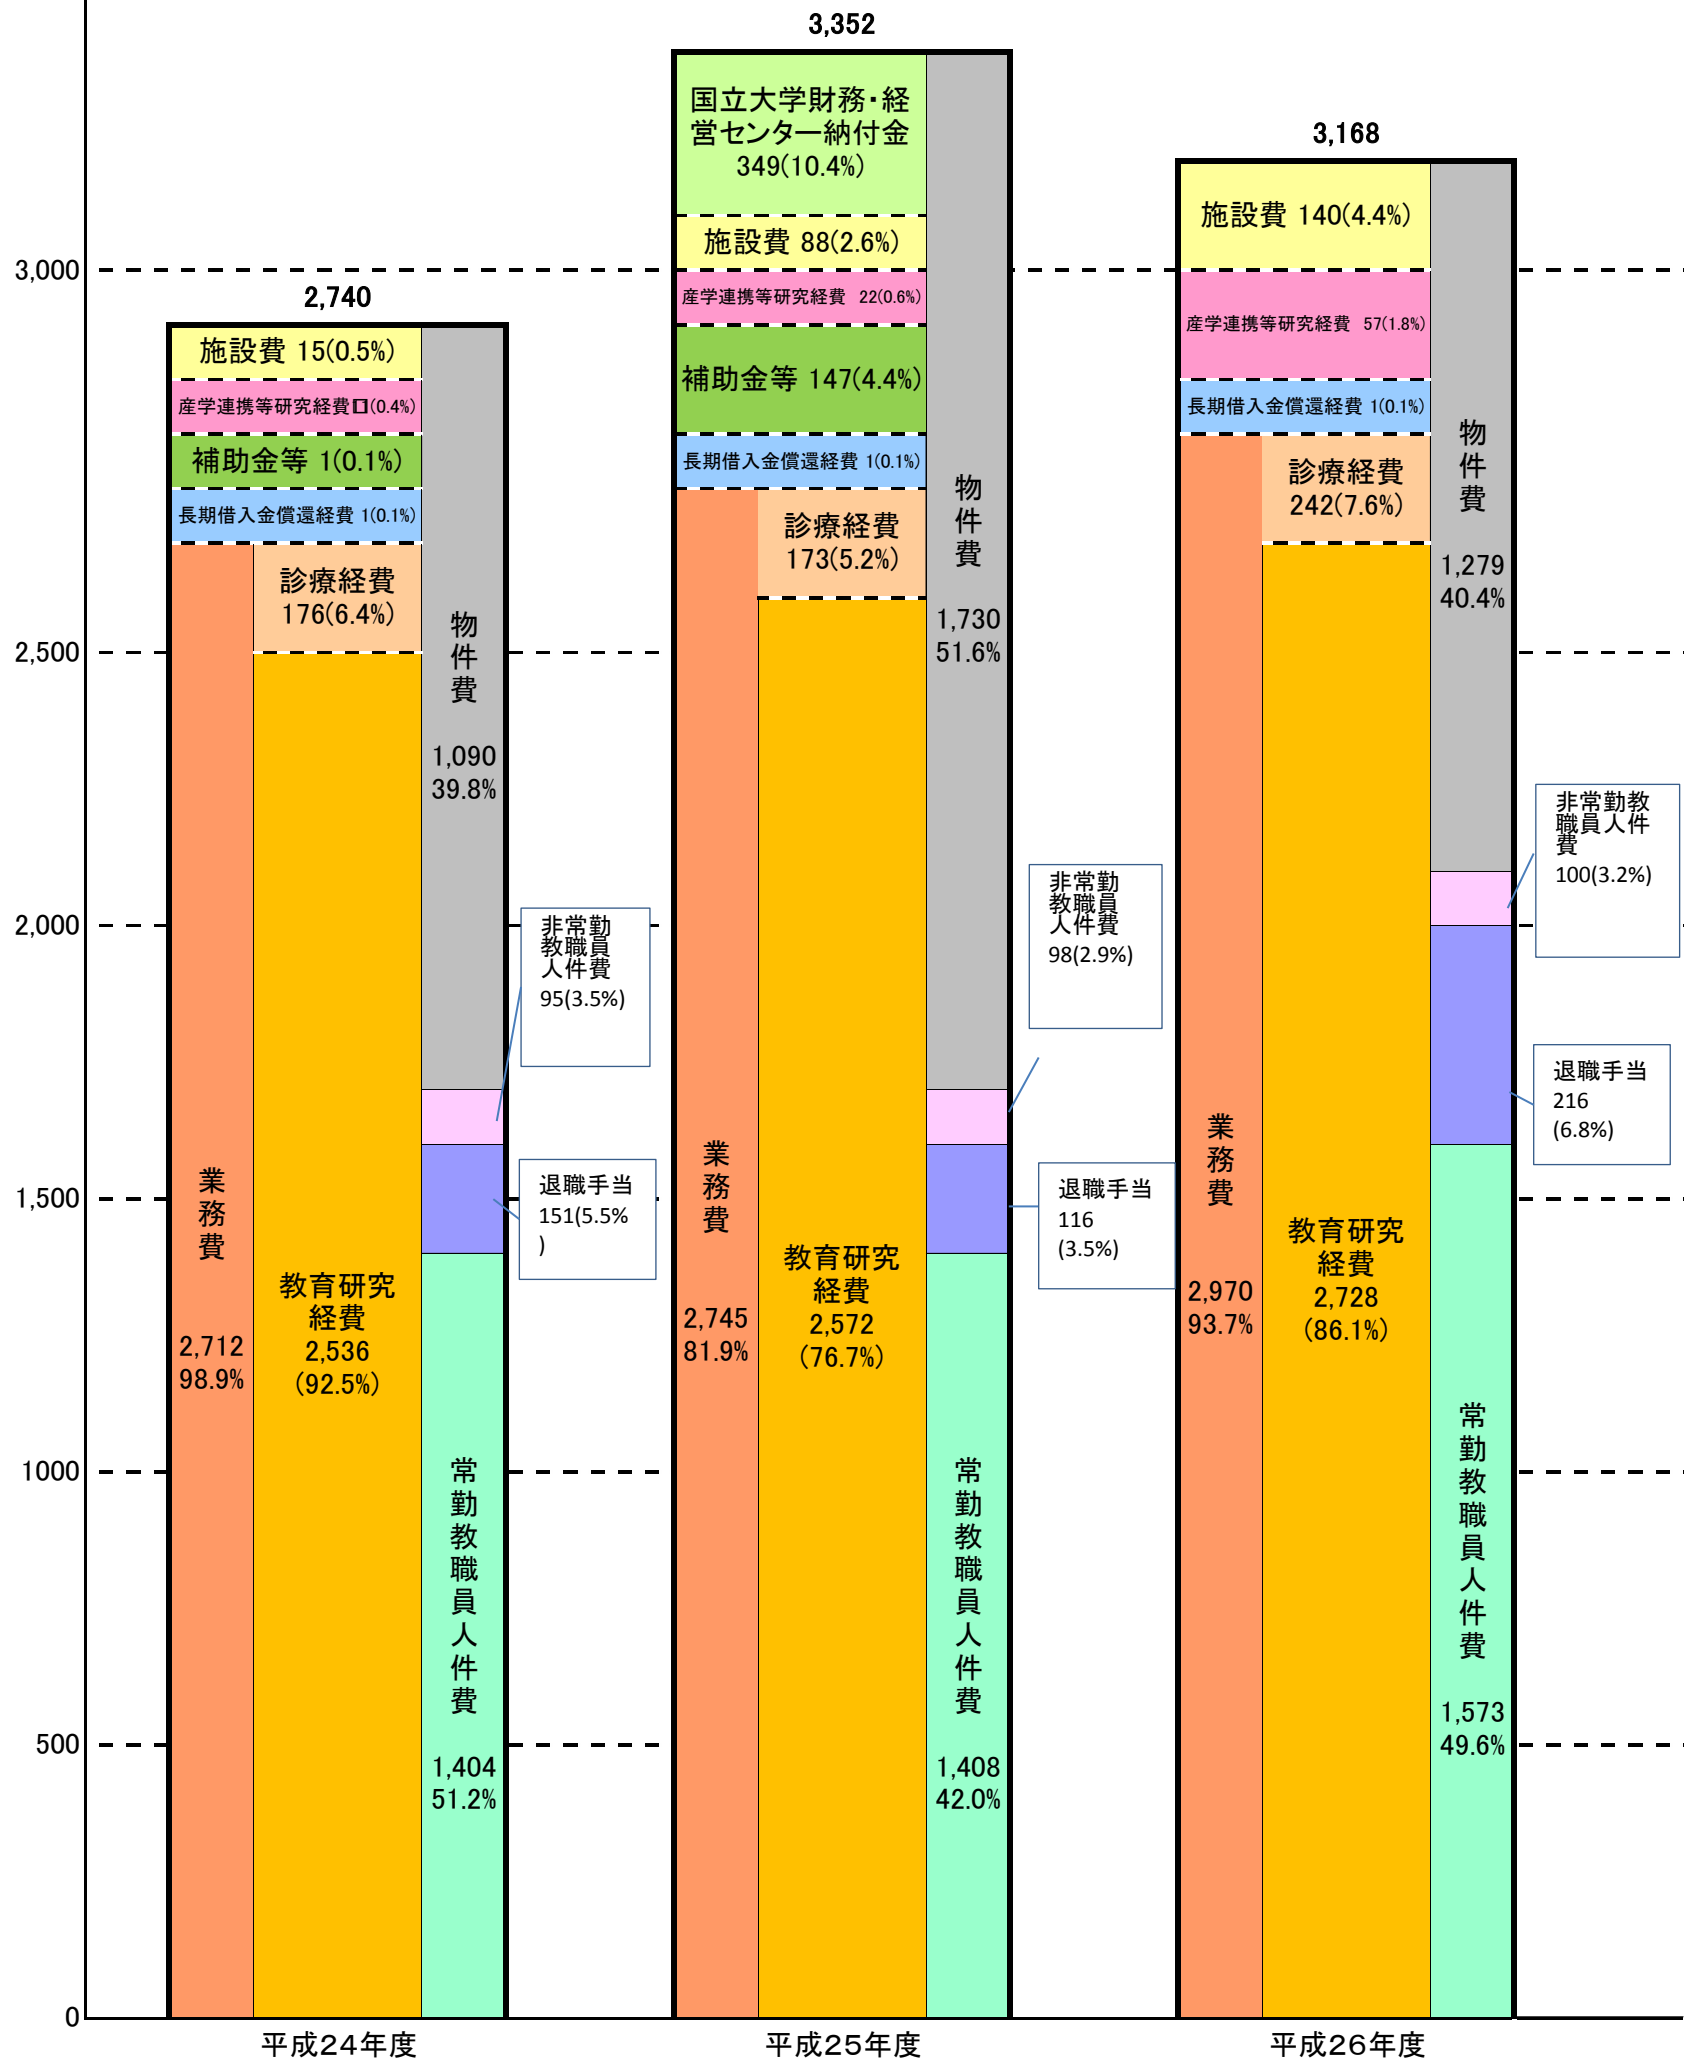 3,000
2,500
2,000
1,500
1000
500
0
2,740
施設費 15(0.5%)
産学連携等研究経費 (0.4%)
補助金等 1(0.1%)
長期借入金償還経費 1(0.1%)
診療経費
176(6.4%)
業務費
2,712
98.9%
教育研究
経費
2,536
(92.5%)
物件費
1,090
39.8%
非常勤
教職員
人件費
95(3.5%)
退職手当
151(5.5%
)
常勤教職員人件費
1,404
51.2%
平成24年度
3,352
国立大学財務・経
営センター納付金
349(10.4%)
施設費 88(2.6%)
産学連携等研究経費 22(0.6%)
補助金等 147(4.4%)
長期借入金償還経費 1(0.1%)
診療経費
173(5.2%)
業務費
2,745
81.9%
教育研究
経費
2,572
(76.7%)
物件費
1,730
51.6%
非常勤
教職員
人件費
98(2.9%)
退職手当
116
(3.5%)
常勤教職員人件費
1,408
42.0%
平成25年度
3,168
施設費 140(4.4%)
産学連携等研究経費 57(1.8%)
長期借入金償還経費 1(0.1%)
診療経費
242(7.6%)
業務費
2,970
93.7%
教育研究
経費
2,728
(86.1%)
物件費
1,279
40.4%
非常勤教
職員人件
費
100(3.2%)
退職手当
216
(6.8%)
常勤教職員人件費
1,573
49.6%
平成26年度